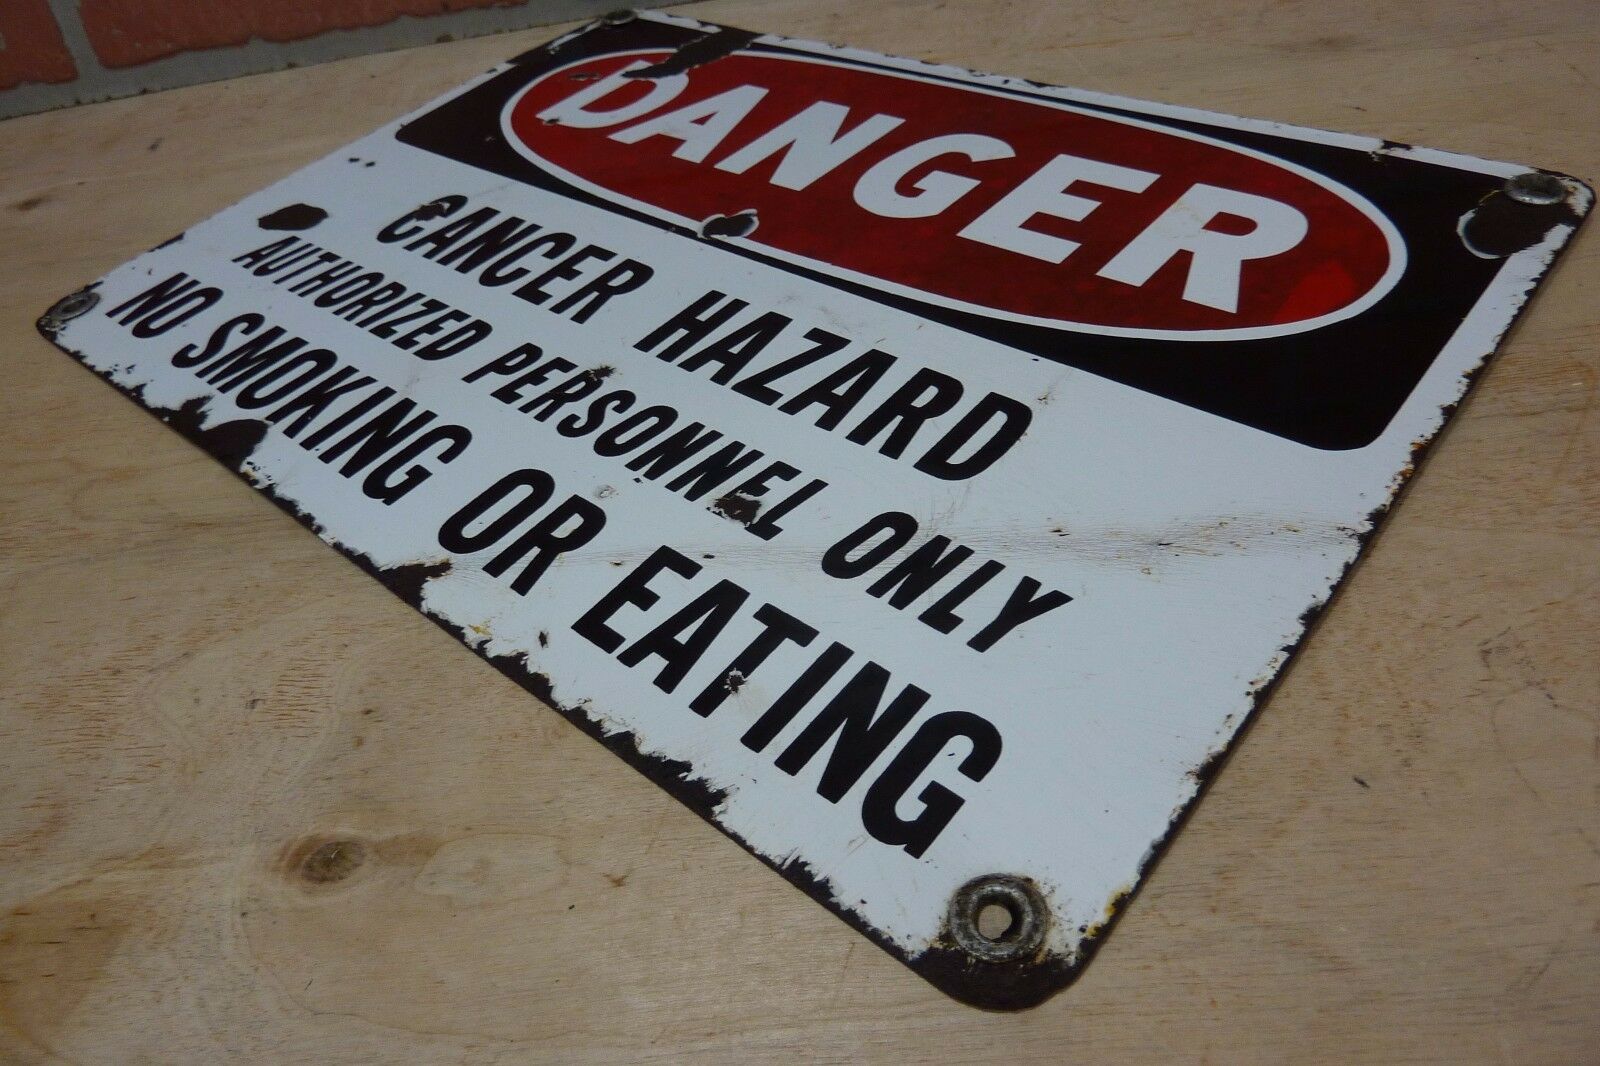 DANGER
CANCER HAZARD
AUTHORIZED PERSONNEL ONLY
NO SMOKING OR EATING